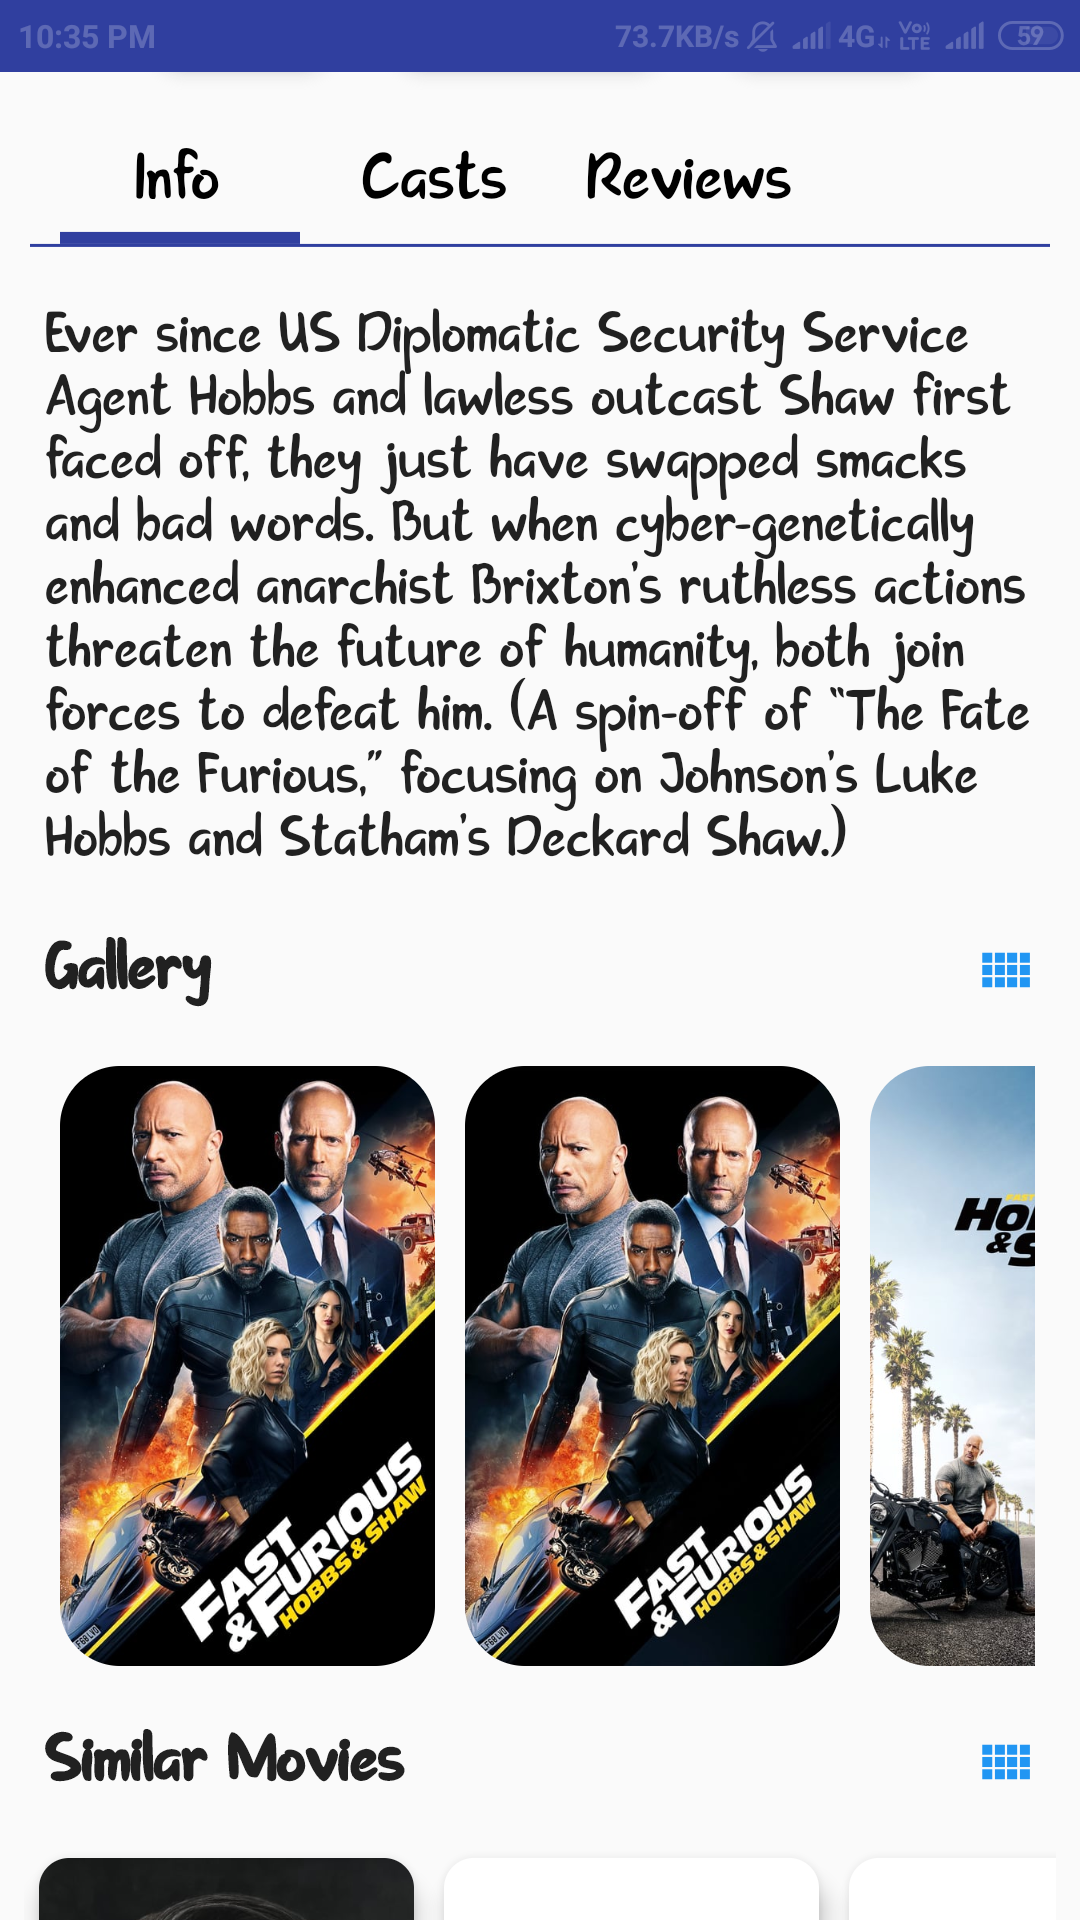 10:35 PM 73.7KB/s 4G Vo LTE 59
Info Casts Reviews
Ever since US Diplomatic Security Service
Agent Hobbs and lawless outcast Shaw first
faced off, they just have swapped smacks
and bad words. But when cyber-genetically
enhanced anarchist Brixton's ruthless actions
threaten the future of humanity, both join
forces to defeat him. (A spin-off of "The Fate
of the Furious," focusing on Johnson's Luke
Hobbs and Statham's Deckard Shaw.)
Gallery
FAST
& FURIOUS
HOBBS & SHAW
FAST
& FURIOUS
HOBBS & SHAW
FAST
Similar Movies